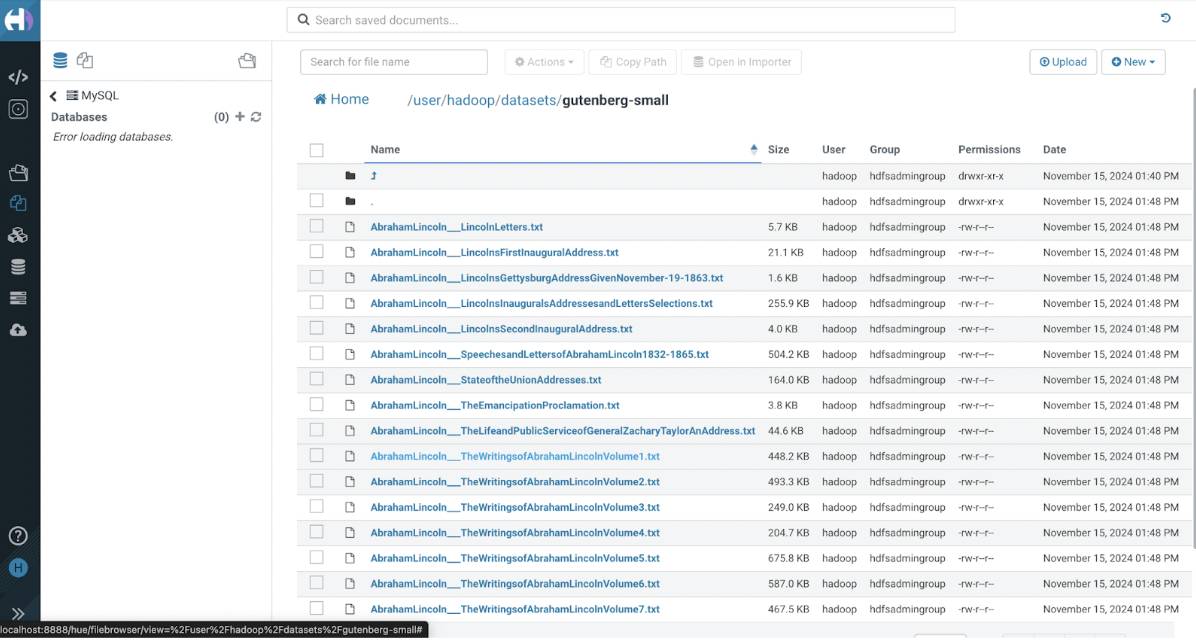 Search saved documents...
Search for file name
Actions
Copy Path
Open in Importer
Upload
New
MySQL
Databases (0)
Error loading databases.
Home /user/hadoop/datasets/gutenberg-small
Name Size User Group Permissions Date
hadoop hdfsadmingroup drwxr-xr-x November 15, 2024 01:40 PM
. hadoop hdfsadmingroup drwxr-xr-x November 15, 2024 01:48 PM
AbrahamLincoln___LincolnLetters.txt 5.7 KB hadoop hdfsadmingroup -rw-r--r-- November 15, 2024 01:48 PM
AbrahamLincoln___LincolnsFirstInauguralAddress.txt 21.1 KB hadoop hdfsadmingroup -rw-r--r-- November 15, 2024 01:48 PM
AbrahamLincoln___LincolnsGettysburgAddressGivenNovember-19-1863.txt 1.6 KB hadoop hdfsadmingroup -rw-r--r-- November 15, 2024 01:48 PM
AbrahamLincoln___LincolnsInauguralsAddressesandLettersSelections.txt 255.9 KB hadoop hdfsadmingroup -rw-r--r-- November 15, 2024 01:48 PM
AbrahamLincoln___LincolnsSecondInauguralAddress.txt 4.0 KB hadoop hdfsadmingroup -rw-r--r-- November 15, 2024 01:48 PM
AbrahamLincoln___SpeechesandLettersofAbrahamLincoln1832-1865.txt 504.2 KB hadoop hdfsadmingroup -rw-r--r-- November 15, 2024 01:48 PM
AbrahamLincoln___StateoftheUnionAddresses.txt 164.0 KB hadoop hdfsadmingroup -rw-r--r-- November 15, 2024 01:48 PM
AbrahamLincoln___TheEmancipationProclamation.txt 3.8 KB hadoop hdfsadmingroup -rw-r--r-- November 15, 2024 01:48 PM
AbrahamLincoln___TheLifeandPublicServiceofGeneralZacharyTaylorAnAddress.txt 44.6 KB hadoop hdfsadmingroup -rw-r--r-- November 15, 2024 01:48 PM
AbrahamLincoln___TheWritingsofAbrahamLincolnVolume1.txt 448.2 KB hadoop hdfsadmingroup -rw-r--r-- November 15, 2024 01:48 PM
AbrahamLincoln___TheWritingsofAbrahamLincolnVolume2.txt 493.3 KB hadoop hdfsadmingroup -rw-r--r-- November 15, 2024 01:48 PM
AbrahamLincoln___TheWritingsofAbrahamLincolnVolume3.txt 249.0 KB hadoop hdfsadmingroup -rw-r--r-- November 15, 2024 01:48 PM
AbrahamLincoln___TheWritingsofAbrahamLincolnVolume4.txt 204.7 KB hadoop hdfsadmingroup -rw-r--r-- November 15, 2024 01:48 PM
AbrahamLincoln___TheWritingsofAbrahamLincolnVolume5.txt 675.8 KB hadoop hdfsadmingroup -rw-r--r-- November 15, 2024 01:48 PM
AbrahamLincoln___TheWritingsofAbrahamLincolnVolume6.txt 587.0 KB hadoop hdfsadmingroup -rw-r--r-- November 15, 2024 01:48 PM
AbrahamLincoln___TheWritingsofAbrahamLincolnVolume7.txt 467.5 KB hadoop hdfsadmingroup -rw-r--r-- November 15, 2024 01:48 PM
H
localhost:8888/hue/filebrowser/view=%2Fuser%2Fhadoop%2Fdatasets%2Fgutenberg-small#